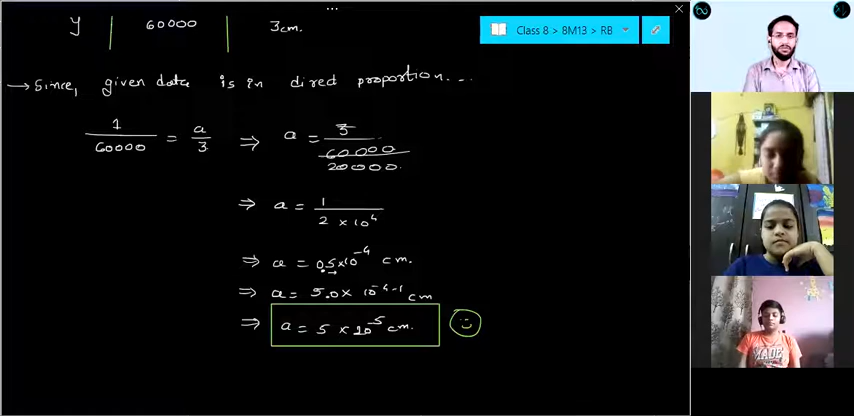 y | 60000 | 3cm.
Class 8 > 8M13 > RB
→ Since, given data is in direct proportion...
1/60000 = a/3 ⇒ a = 3/60000 20000
⇒ a = 1/2 × 10⁴
⇒ a = 0.5×10⁻⁴ cm.
⇒ a = 5.0 × 10⁻⁴⁻¹ cm
⇒ a = 5 × 10⁻⁵ cm.
MADE